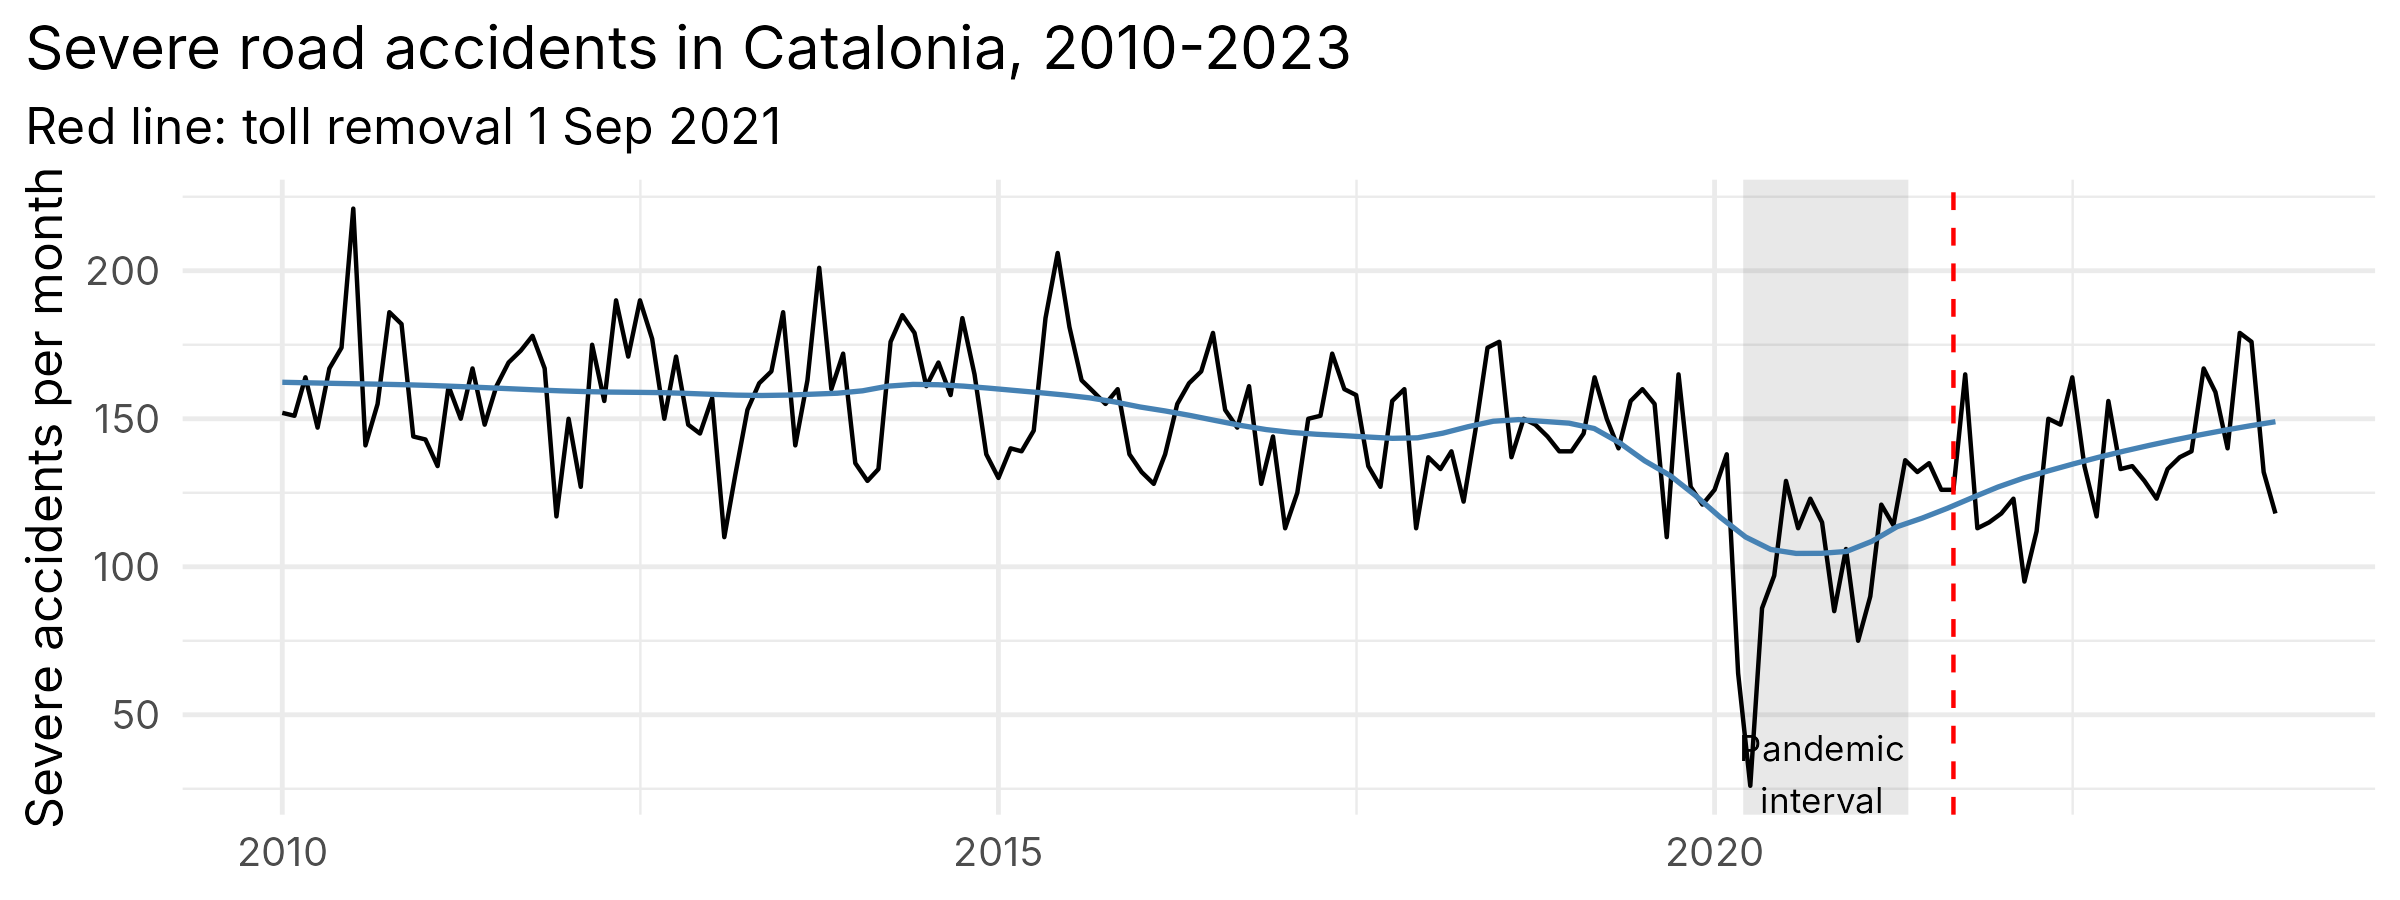 Severe road accidents in Catalonia, 2010-2023
Red line: toll removal 1 Sep 2021
Severe accidents per month
200
150
100
50
Pandemic
interval
2010
2015
2020